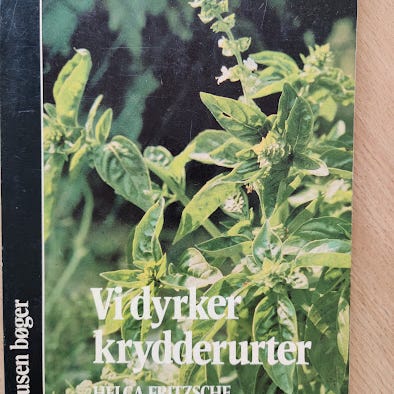 usen bøger
Vi dyrker
krydderurter
HELGA FRITZSCHE